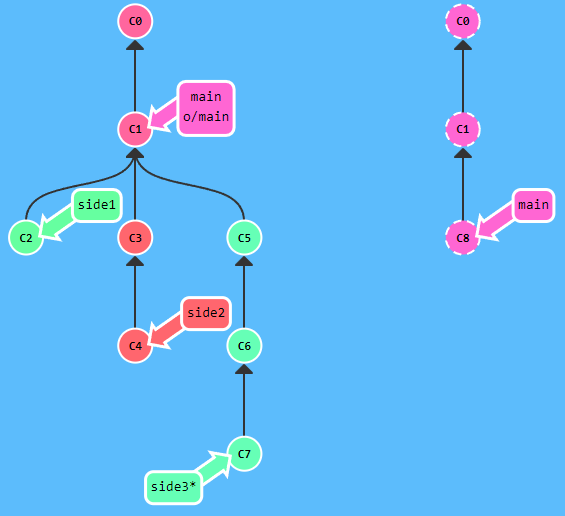 C0
C0
main
o/main
C1
C1
side1
main
C2
C3
C5
C8
side2
C4
C6
C7
side3*